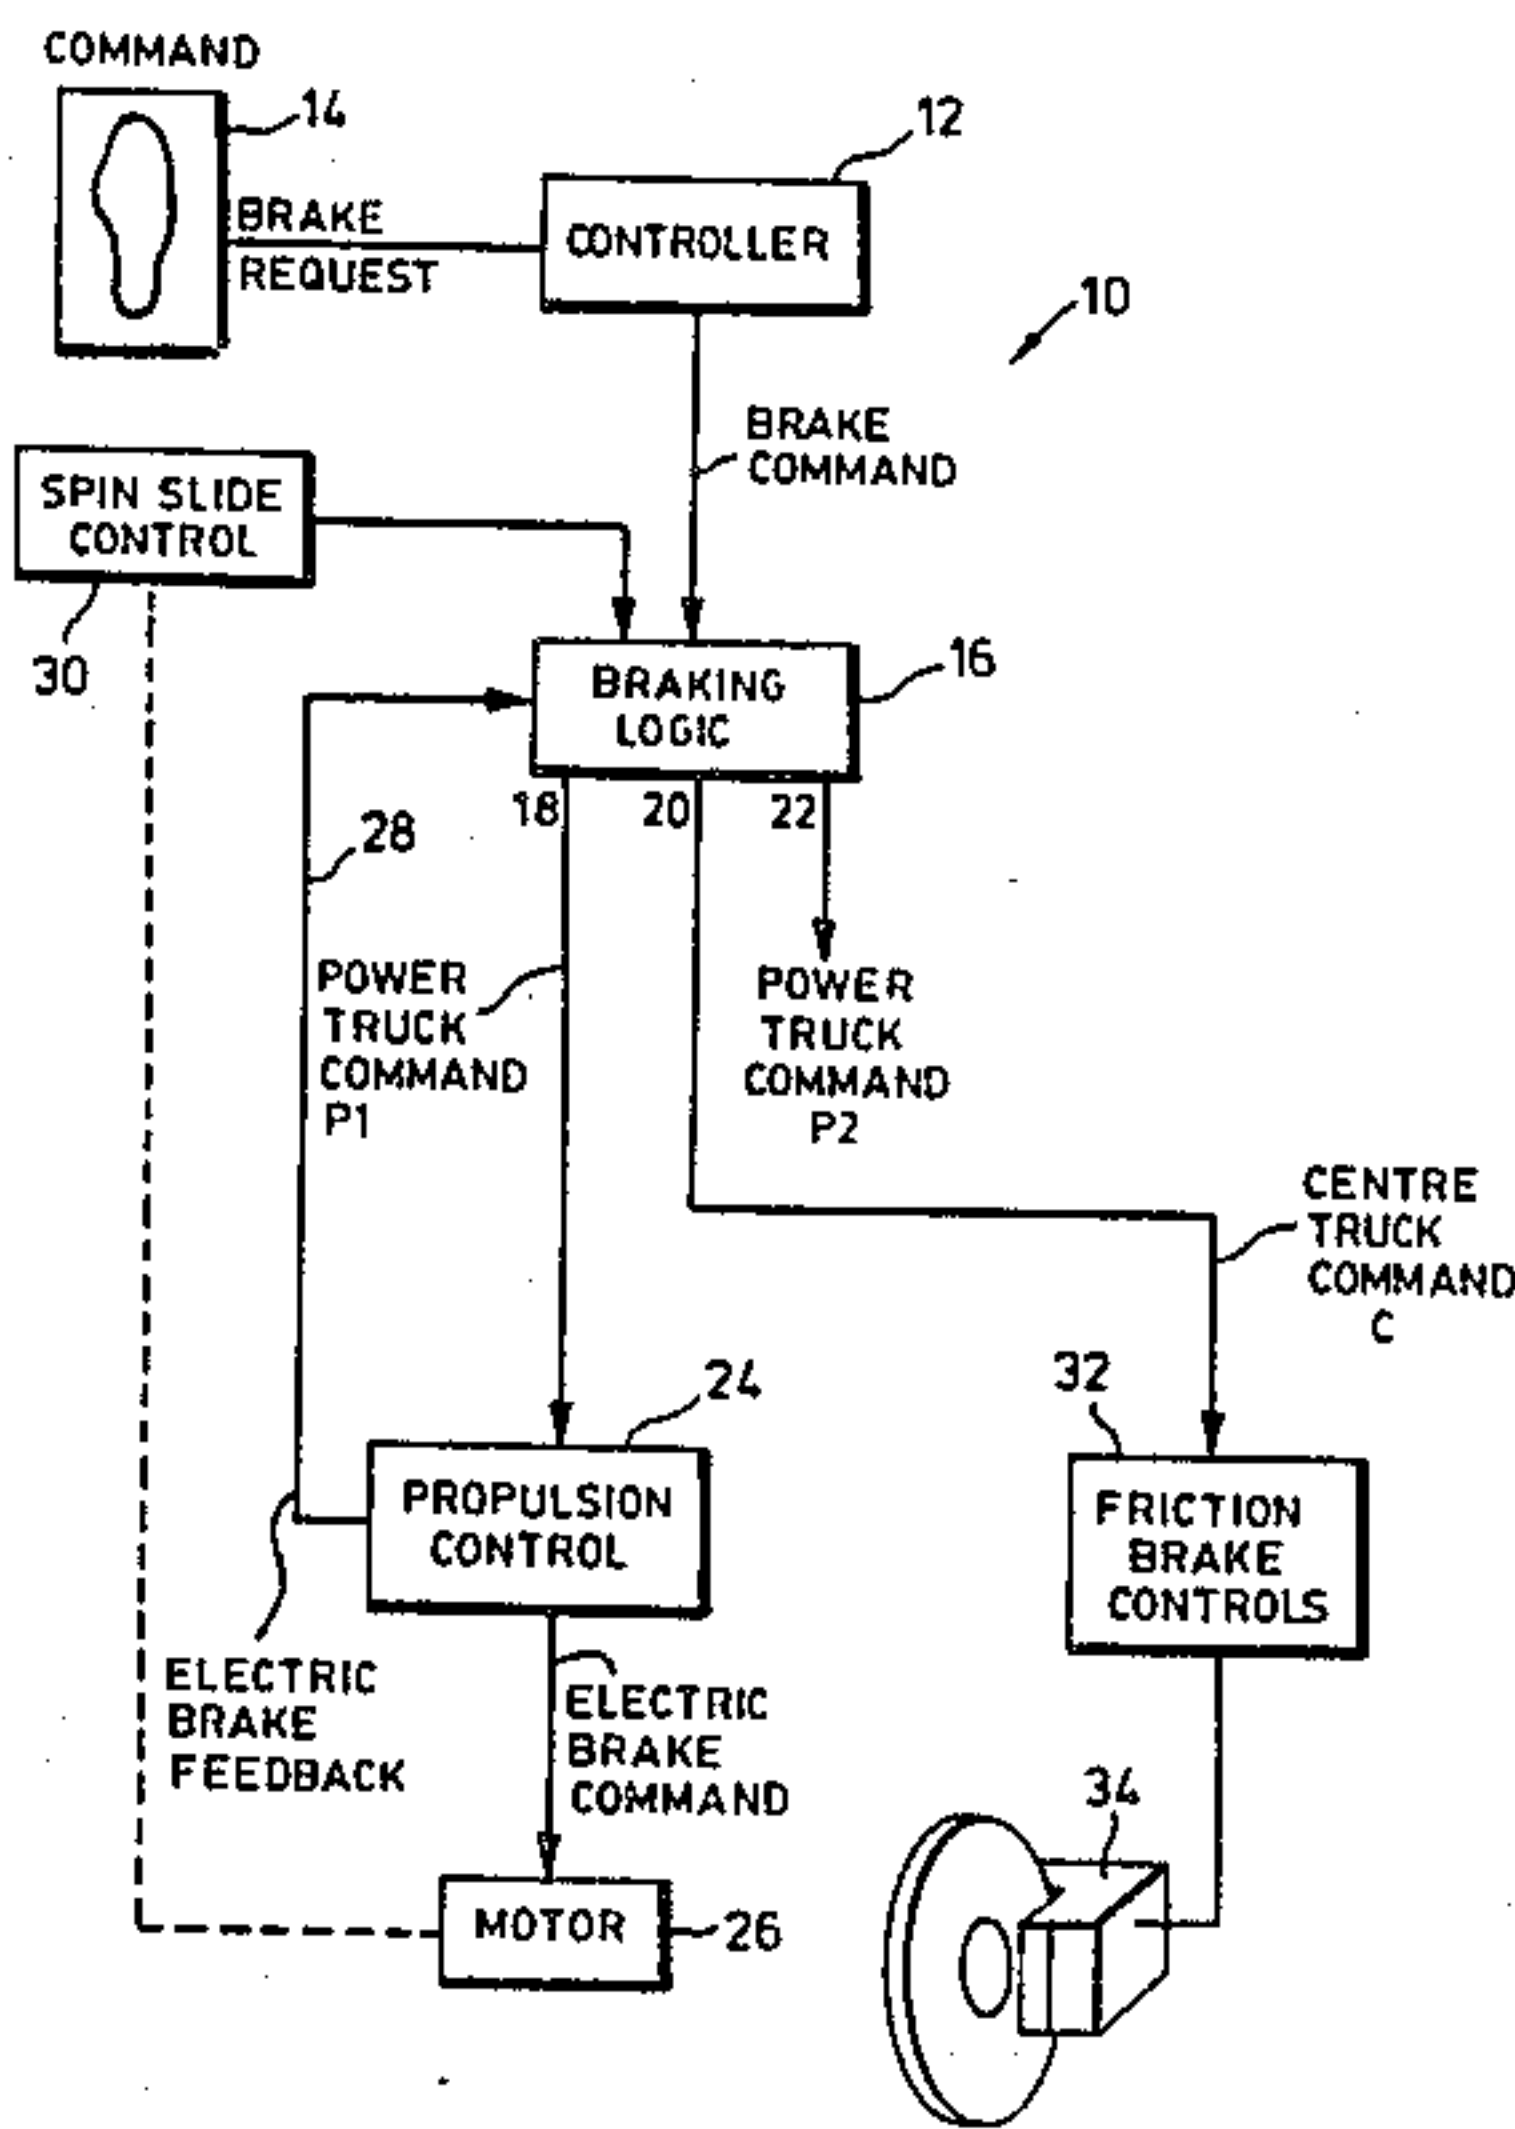 COMMAND
14
12
BRAKE
REQUEST
CONTROLLER
10
BRAKE
COMMAND
SPIN SLIDE
CONTROL
30
16
BRAKING
LOGIC
18
20
22
28
POWER
TRUCK
COMMAND
P1
POWER
TRUCK
COMMAND
P2
CENTRE
TRUCK
COMMAND
C
24
32
PROPULSION
CONTROL
FRICTION
BRAKE
CONTROLS
ELECTRIC
BRAKE
FEEDBACK
ELECTRIC
BRAKE
COMMAND
34
MOTOR
26